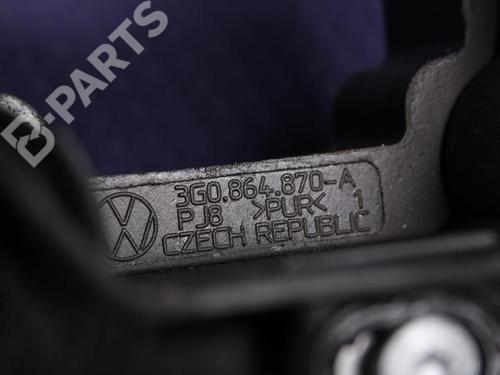 B-PARTS
3G0.864.870-A
PJ8 >PUR< 1
CZECH REPUBLIC